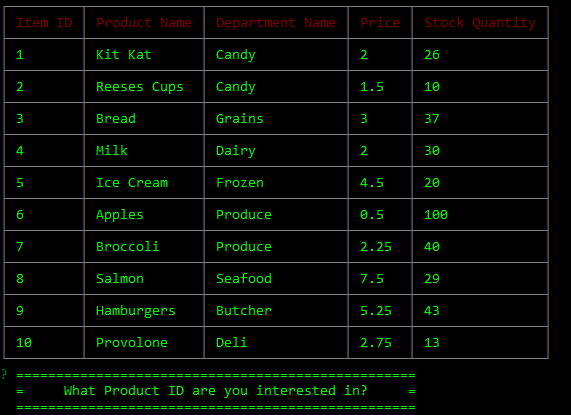 Item ID Product Name Department Name Price Stock Quantity
1 Kit Kat Candy 2 26
2 Reeses Cups Candy 1.5 10
3 Bread Grains 3 37
4 Milk Dairy 2 30
5 Ice Cream Frozen 4.5 20
6 Apples Produce 0.5 100
7 Broccoli Produce 2.25 40
8 Salmon Seafood 7.5 29
9 Hamburgers Butcher 5.25 43
10 Provolone Deli 2.75 13
? ==================================================
= What Product ID are you interested in? =
==================================================